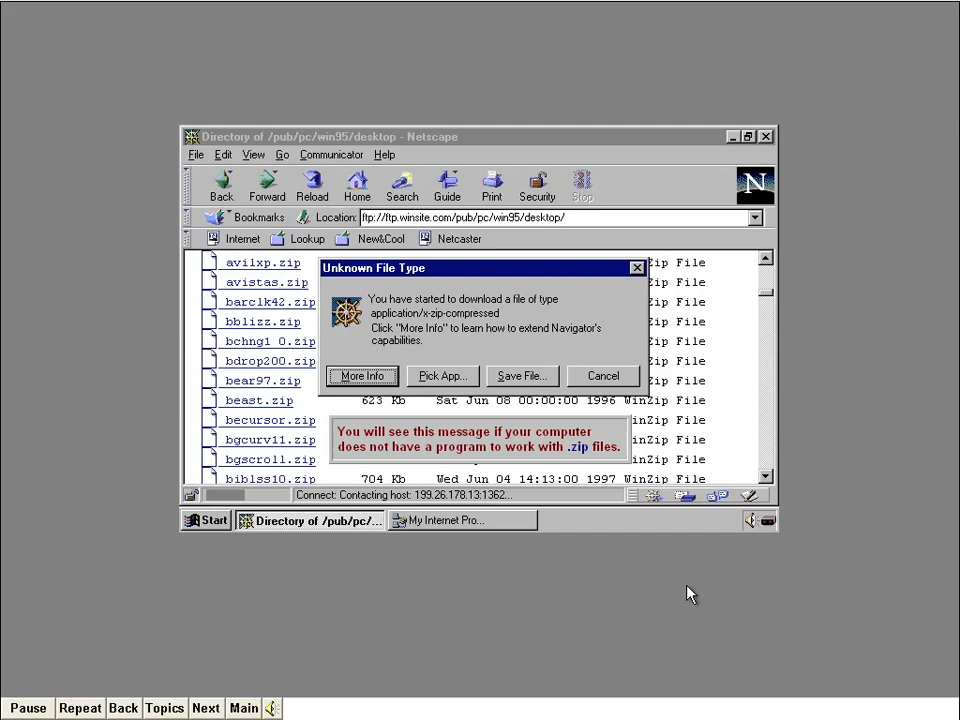 Directory of /pub/pc/win95/desktop - Netscape
File Edit View Go Communicator Help
Back Forward Reload Home Search Guide Print Security Stop
N
Bookmarks Location: ftp://ftp.winsite.com/pub/pc/win95/desktop/
Internet Lookup New&Cool Netcaster
avilxp.zip Zip File
avistas.zip Zip File
barclk42.zip Zip File
bblizz.zip Zip File
bchng1_0.zip Zip File
bdrop200.zip Zip File
bear97.zip Zip File
beast.zip 623 Kb Sat Jun 08 00:00:00 1996 WinZip File
becursor.zip inZip File
bgcurv11.zip inZip File
bgscroll.zip inZip File
biblss10.zip 704 Kb Wed Jun 04 14:13:00 1997 WinZip File
Unknown File Type
You have started to download a file of type
application/x-zip-compressed
Click "More Info" to learn how to extend Navigator's
capabilities.
More Info Pick App... Save File... Cancel
You will see this message if your computer
does not have a program to work with .zip files.
Connect: Contacting host: 199.26.178.13:1362...
Start Directory of /pub/pc/... My Internet Pro...
Pause Repeat Back Topics Next Main